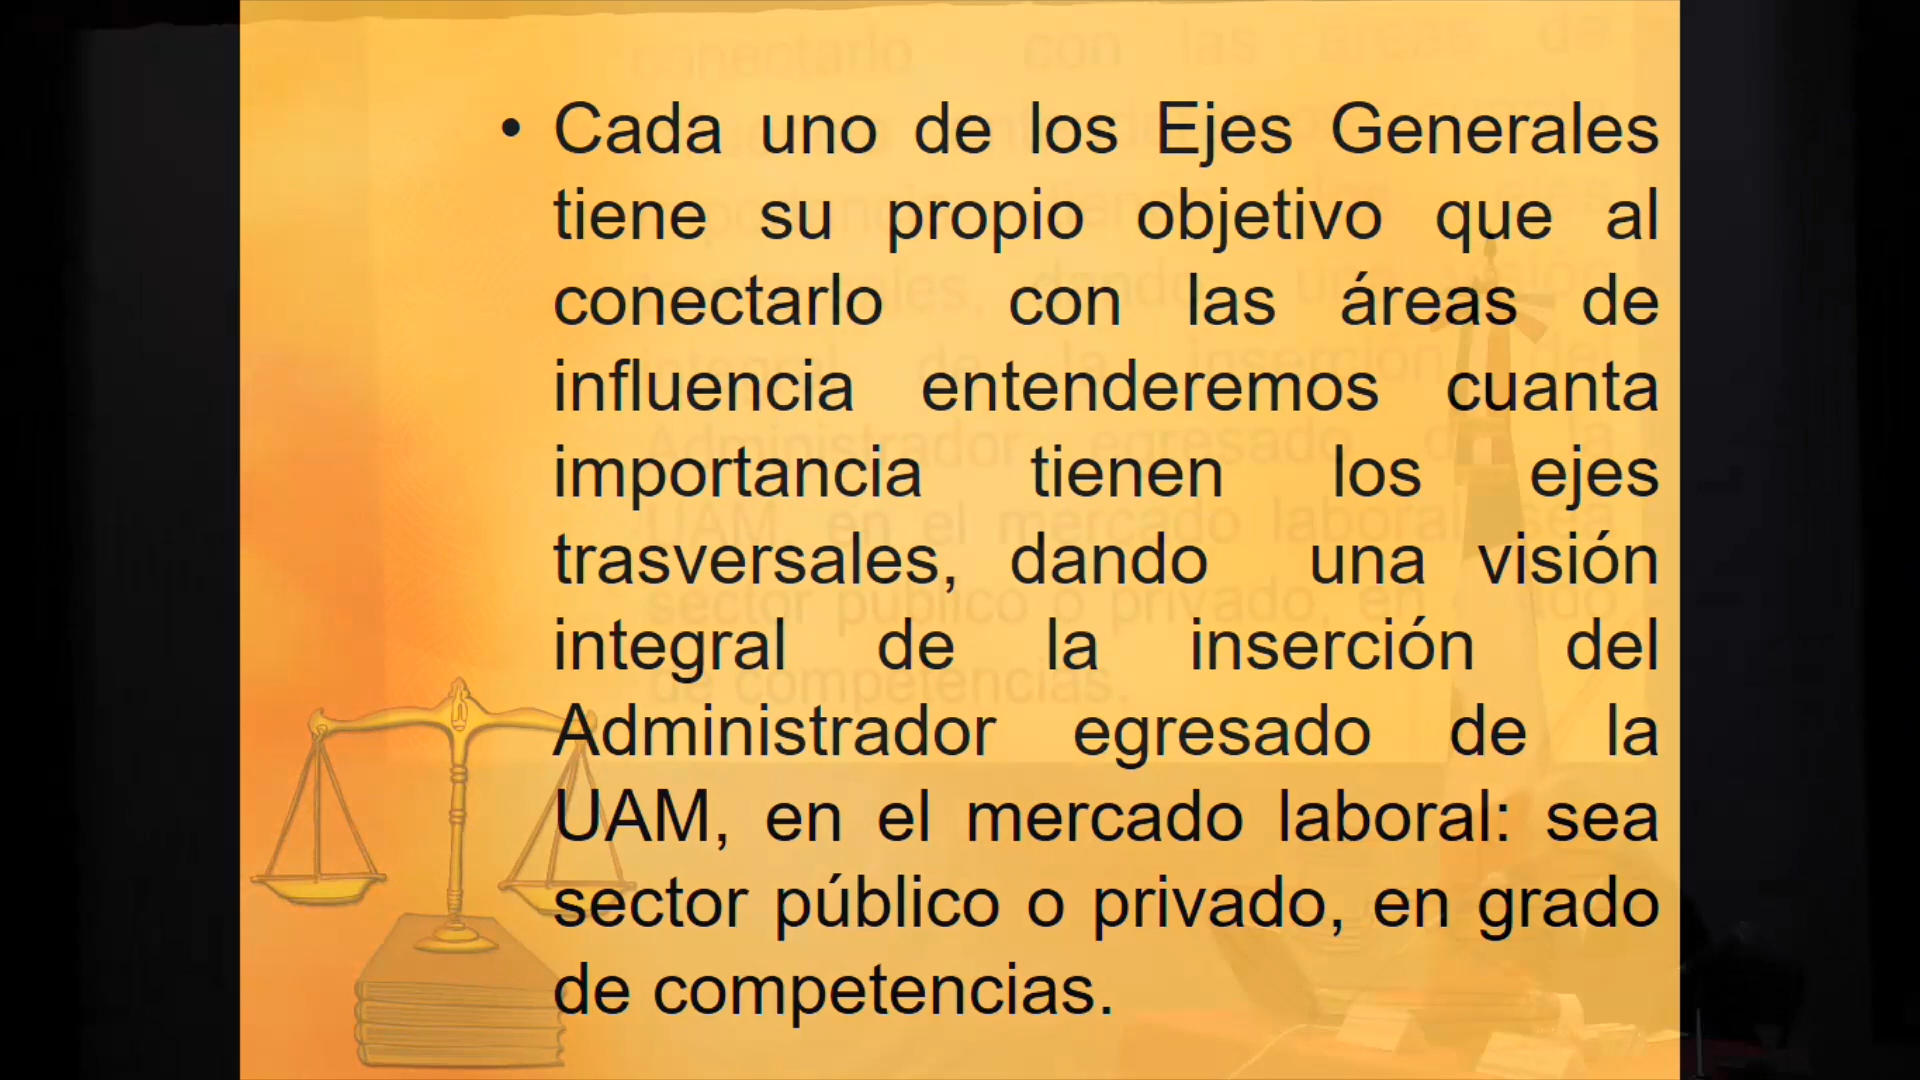 • Cada uno de los Ejes Generales
tiene su propio objetivo que al
conectarlo con las áreas de
influencia entenderemos cuanta
importancia tienen los ejes
trasversales, dando una visión
integral de la inserción del
Administrador egresado de la
UAM, en el mercado laboral: sea
sector público o privado, en grado
de competencias.